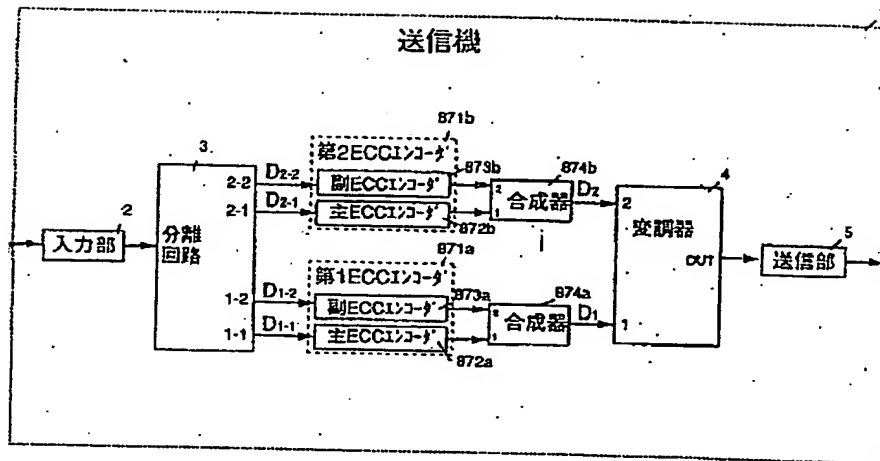 送信機
871b
第2ECCエンコーダ
873b
874b
3
D2-2
2-2
副ECCエンコーダ
2
合成器
D2
4
2-1
D2-1
主ECCエンコーダ
1
2
2
872b
変調器
入力部
分離回路
871a
OUT
5
送信部
第1ECCエンコーダ
874a
1-2
D1-2
副ECCエンコーダ
873a
2
合成器
D1
1-1
D1-1
主ECCエンコーダ
1
1
872a